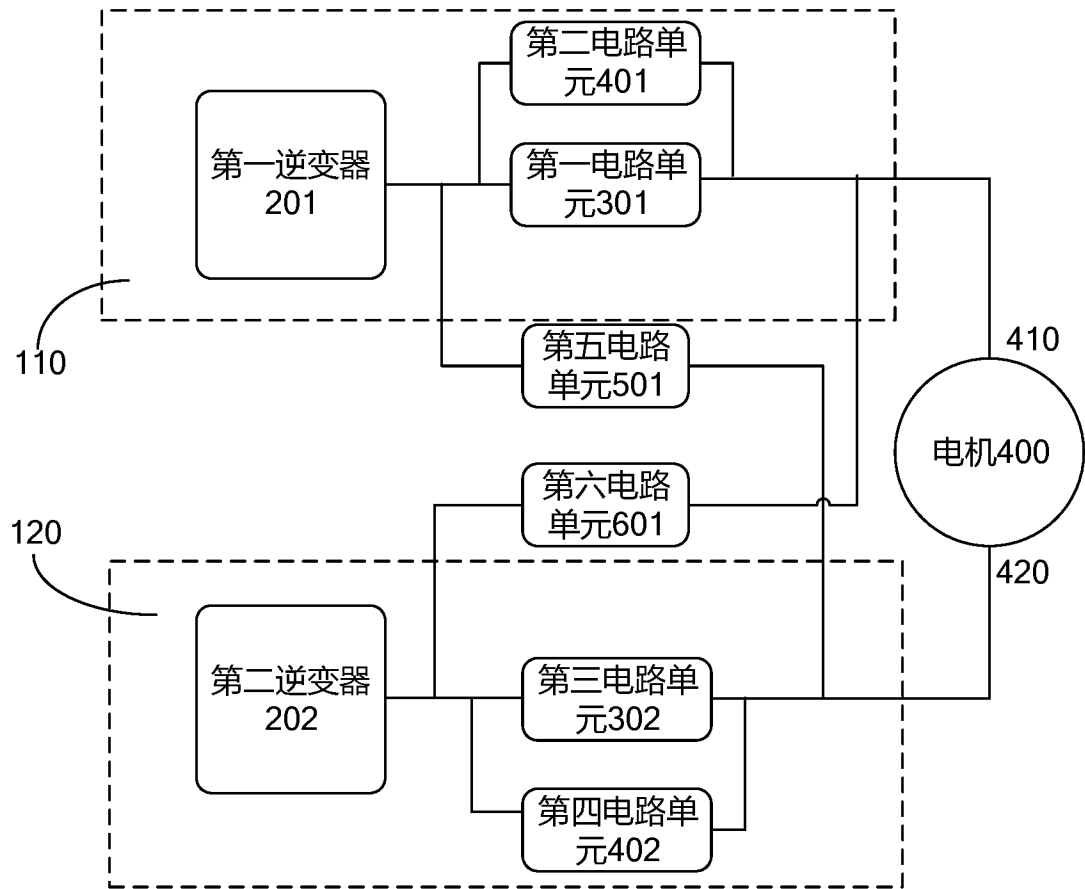 第二电路单
元401
第一逆变器
201
第一电路单
元301
110
第五电路
单元501
410
电机400
第六电路
单元601
120
420
第二逆变器
202
第三电路单
元302
第四电路单
元402